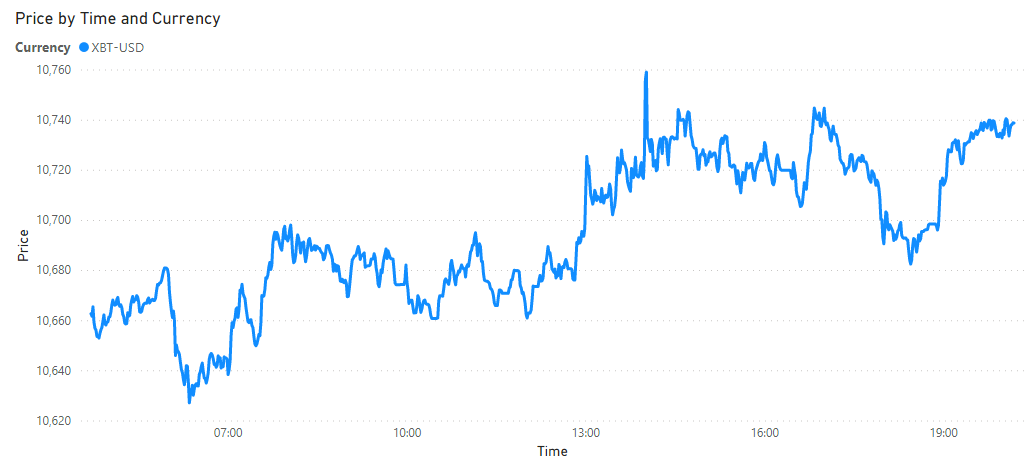 Price by Time and Currency
Currency XBT-USD
Price
10,760
10,740
10,720
10,700
10,680
10,660
10,640
10,620
07:00 10:00 13:00 16:00 19:00
Time